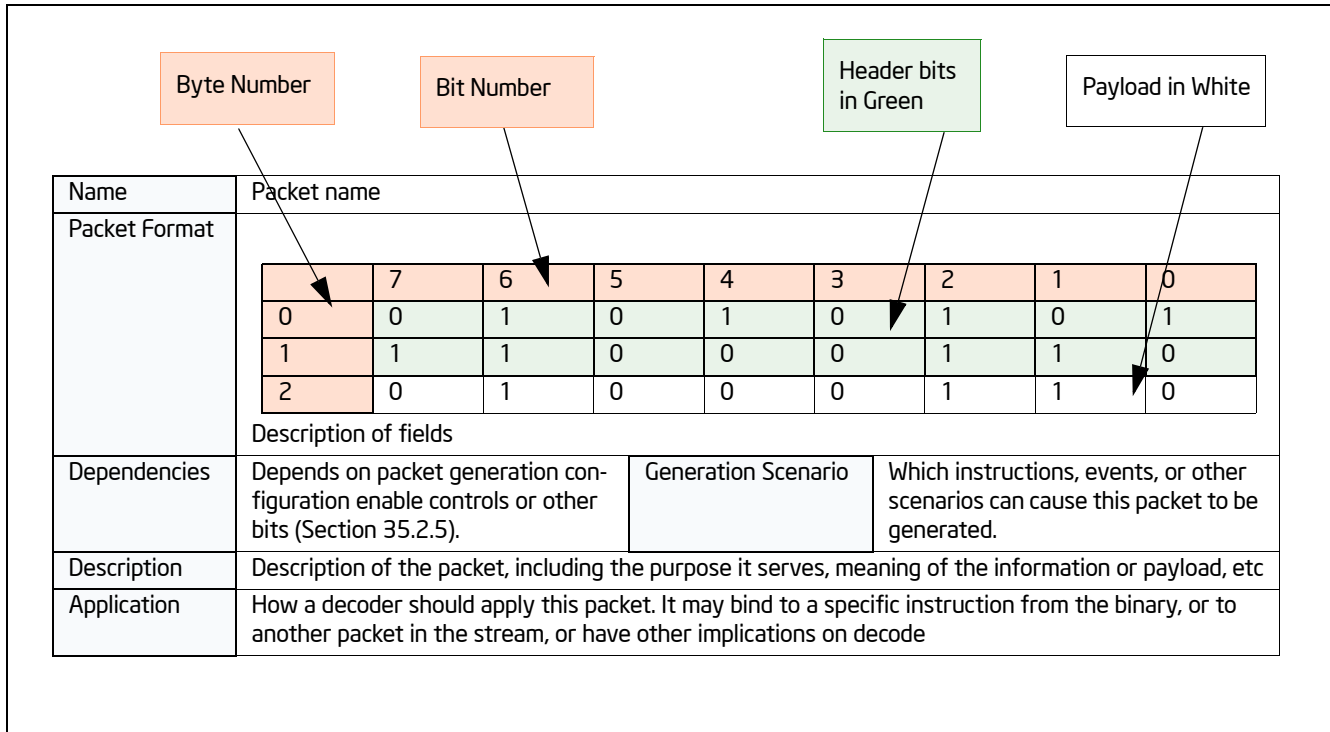 Byte Number
Bit Number
Header bits
in Green
Payload in White
Name
Packet name
Packet Format
7 6 5 4 3 2 1 0
0 0 1 0 1 0 1 0 1
1 1 1 0 0 0 1 1 0
2 0 1 0 0 0 1 1 0
Description of fields
Dependencies
Depends on packet generation con-
figuration enable controls or other
bits (Section 35.2.5).
Generation Scenario
Which instructions, events, or other
scenarios can cause this packet to be
generated.
Description
Description of the packet, including the purpose it serves, meaning of the information or payload, etc
Application
How a decoder should apply this packet. It may bind to a specific instruction from the binary, or to
another packet in the stream, or have other implications on decode